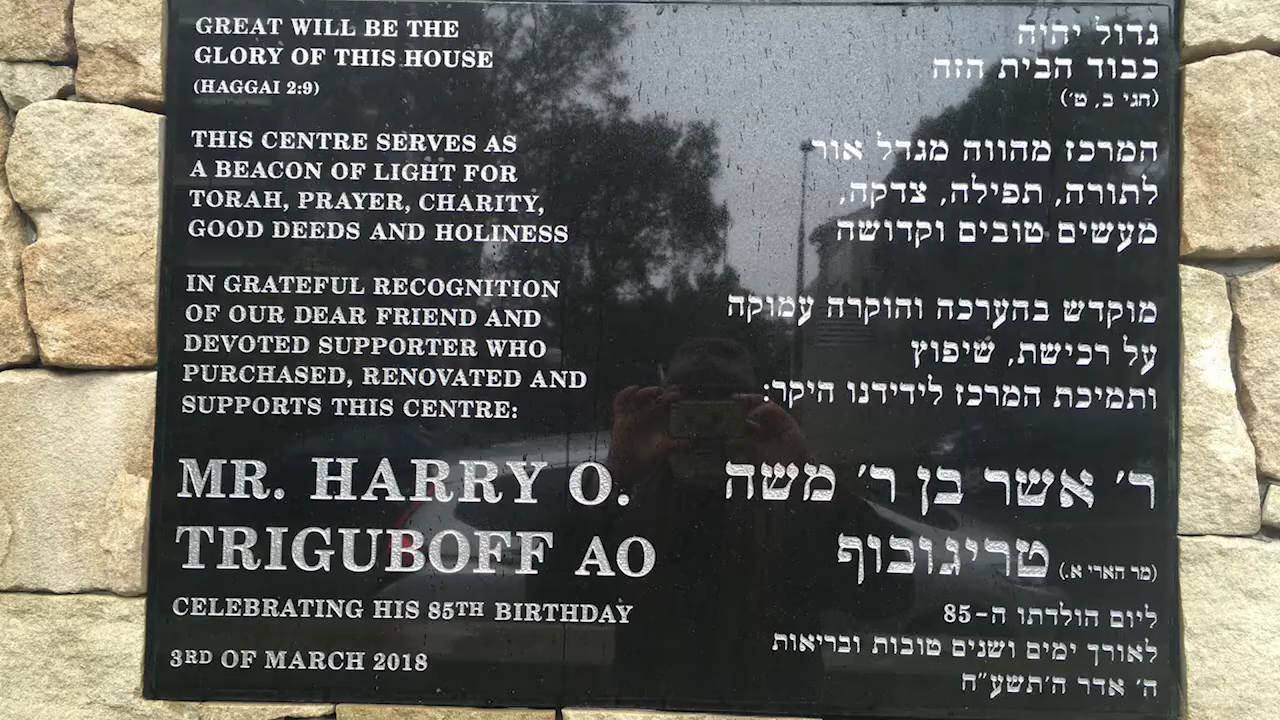 GREAT WILL BE THE
GLORY OF THIS HOUSE
(HAGGAI 2:9)
THIS CENTRE SERVES AS
A BEACON OF LIGHT FOR
TORAH, PRAYER, CHARITY,
GOOD DEEDS AND HOLINESS
IN GRATEFUL RECOGNITION
OF OUR DEAR FRIEND AND
DEVOTED SUPPORTER WHO
PURCHASED, RENOVATED AND
SUPPORTS THIS CENTRE:
MR. HARRY O.
TRIGUBOFF AO
CELEBRATING HIS 85TH BIRTHDAY
3RD OF MARCH 2018
גדול יהיה
כבוד הבית הזה
(חגי ב, ט׳)
המרכז מהווה מגדל אור
לתורה, תפילה, צדקה,
מעשים טובים וקדושה
מוקדש בהערכה והוקרה עמוקה
על רכישת, שיפוץ
ותמיכת המרכז לידידנו היקר:
ר׳ אשר בן ר׳ משה
(מר הארי א.) טריגובוף
ליום הולדתו ה-85
לאורך ימים ושנים טובות ובריאות
ה׳ אדר ה׳תשע״ח